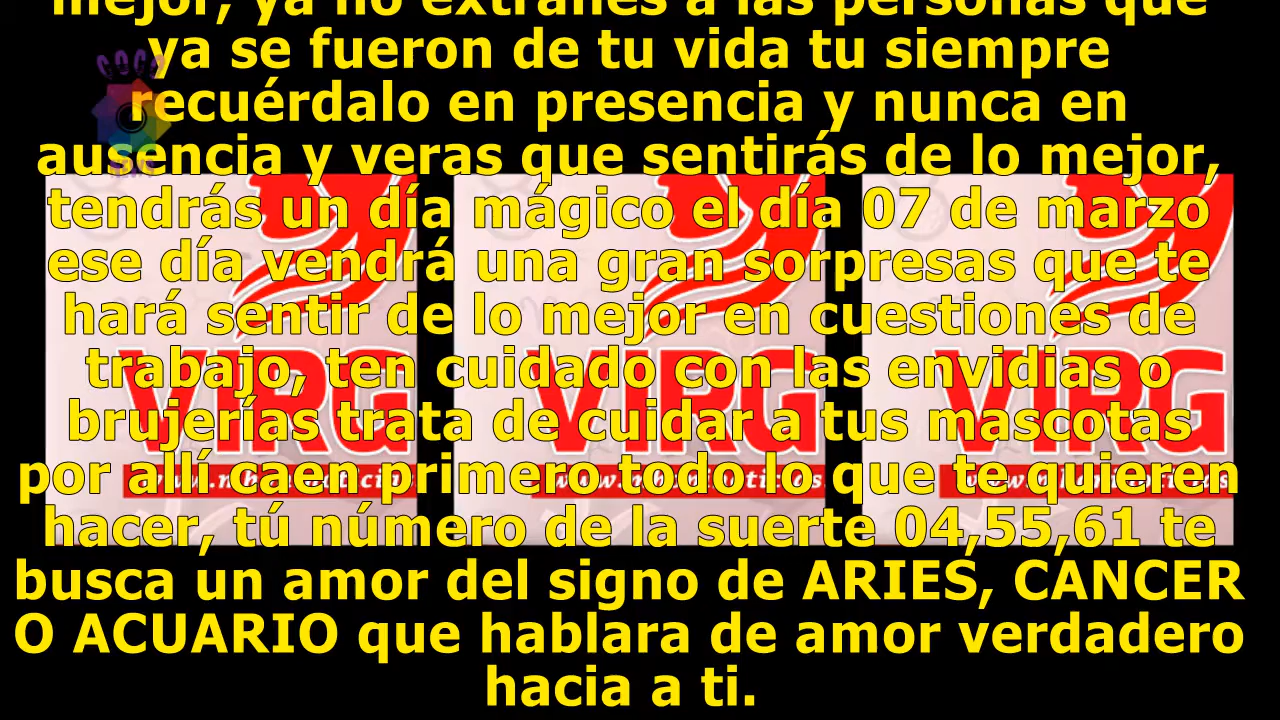 mejor, ya no extrañes a las personas que
ya se fueron de tu vida tu siempre
recuérdalo en presencia y nunca en
ausencia y veras que sentirás de lo mejor,
tendrás un día mágico el día 07 de marzo
ese día vendrá una gran sorpresas que te
hará sentir de lo mejor en cuestiones de
trabajo, ten cuidado con las envidias o
brujerías trata de cuidar a tus mascotas
por allí caen primero todo lo que te quieren
hacer, tú número de la suerte 04,55,61 te
busca un amor del signo de ARIES, CANCER
O ACUARIO que hablara de amor verdadero
hacia a ti.
VIRG VIRG VIRG